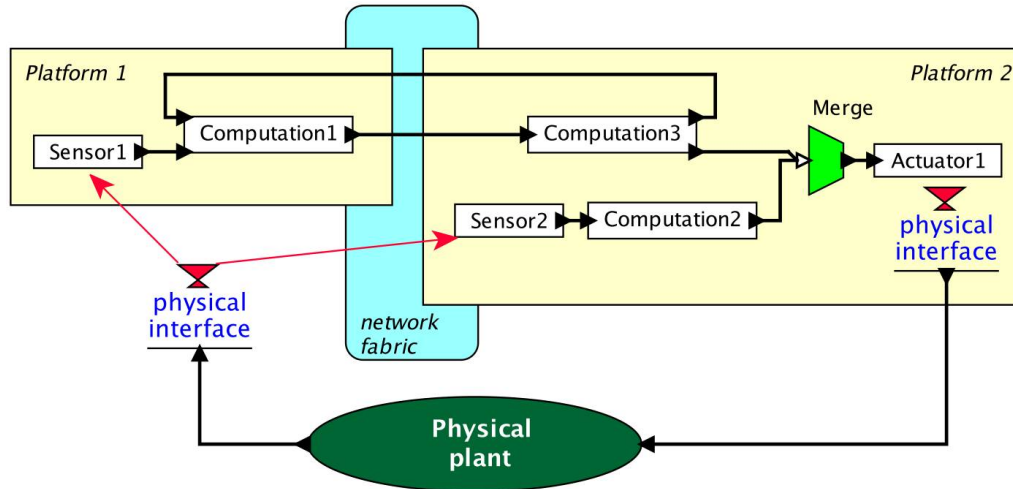 Platform 1
Platform 2
Merge
Computation1
Computation3
Sensor1
Actuator1
Sensor2
Computation2
physical
interface
physical
interface
network
fabric
Physical
plant